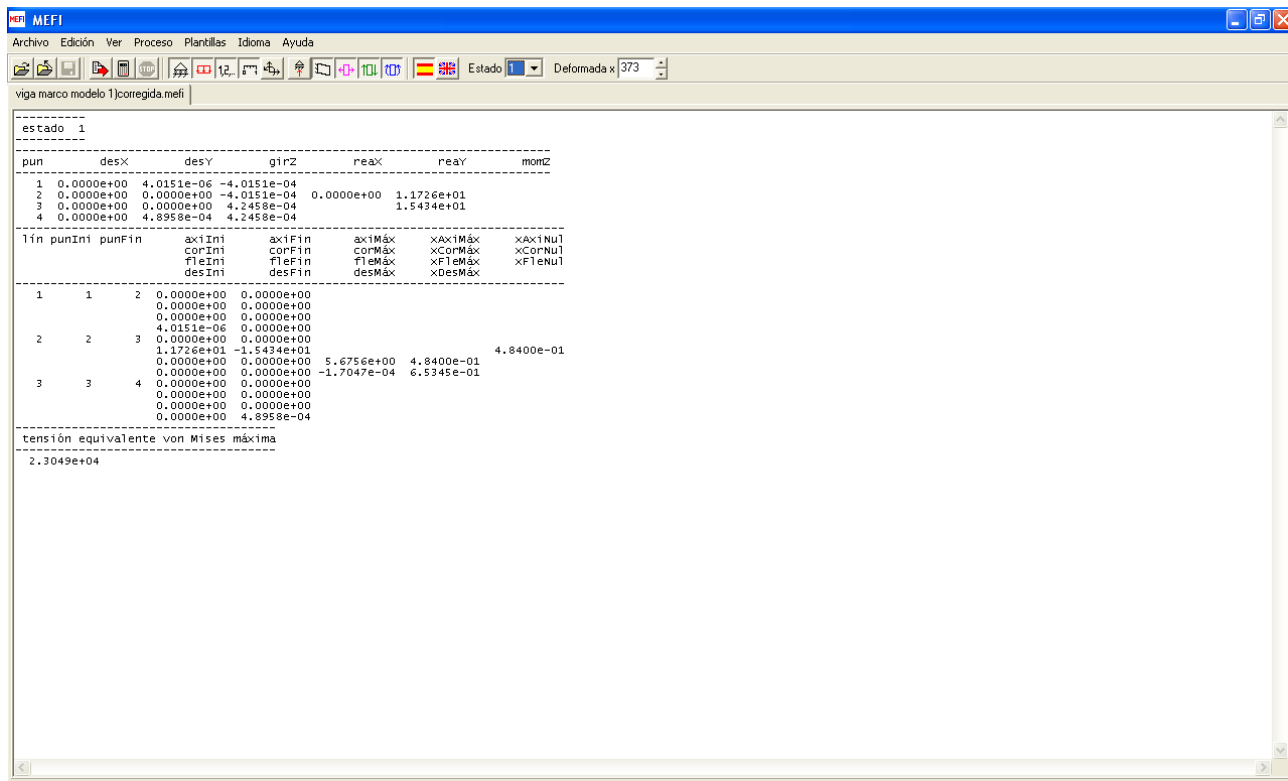 MEFI MEFI
Archivo Edición Ver Proceso Plantillas Idioma Ayuda
STOP 1,2.. Estado 1 Deformada x 373
viga marco modelo 1)corregida.mefi
----------
estado 1
----------
pun desX desY girZ reaX reaY momZ
1 0.0000e+00 4.0151e-06 -4.0151e-04
2 0.0000e+00 0.0000e+00 -4.0151e-04 0.0000e+00 1.1726e+01
3 0.0000e+00 0.0000e+00 4.2458e-04 1.5434e+01
4 0.0000e+00 4.8958e-04 4.2458e-04
lín punIni punFin axiIni axiFin axiMáx xAxiMáx xAxiNul
corIni corFin corMáx xCorMáx xCorNul
fleIni fleFin fleMáx xFleMáx xFleNul
desIni desFin desMáx xDesMáx
1 1 2 0.0000e+00 0.0000e+00
0.0000e+00 0.0000e+00
0.0000e+00 0.0000e+00
4.0151e-06 0.0000e+00
2 2 3 0.0000e+00 0.0000e+00
1.1726e+01 -1.5434e+01 4.8400e-01
0.0000e+00 0.0000e+00 5.6756e+00 4.8400e-01
0.0000e+00 0.0000e+00 -1.7047e-04 6.5345e-01
3 3 4 0.0000e+00 0.0000e+00
0.0000e+00 0.0000e+00
0.0000e+00 0.0000e+00
0.0000e+00 4.8958e-04
tensión equivalente von Mises máxima
2.3049e+04